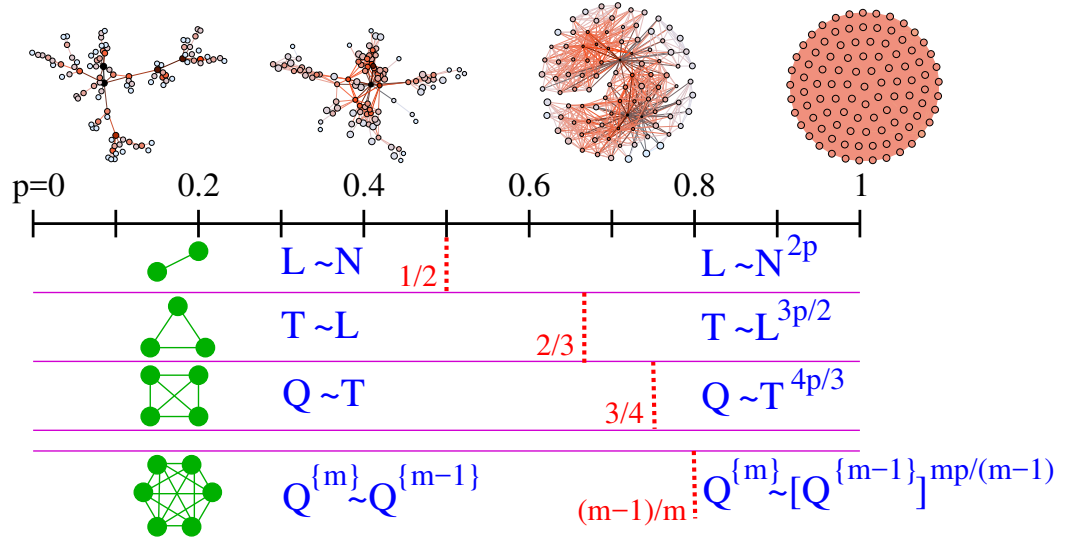 p=0 0.2 0.4 0.6 0.8 1
L ~N 1/2 L ~N^{2p}
T ~L 2/3 T ~L^{3p/2}
Q ~T 3/4 Q ~T^{4p/3}
Q^{{m}}~Q^{{m−1}} (m−1)/m Q^{{m}}~[Q^{{m−1}}]^{mp/(m−1)}